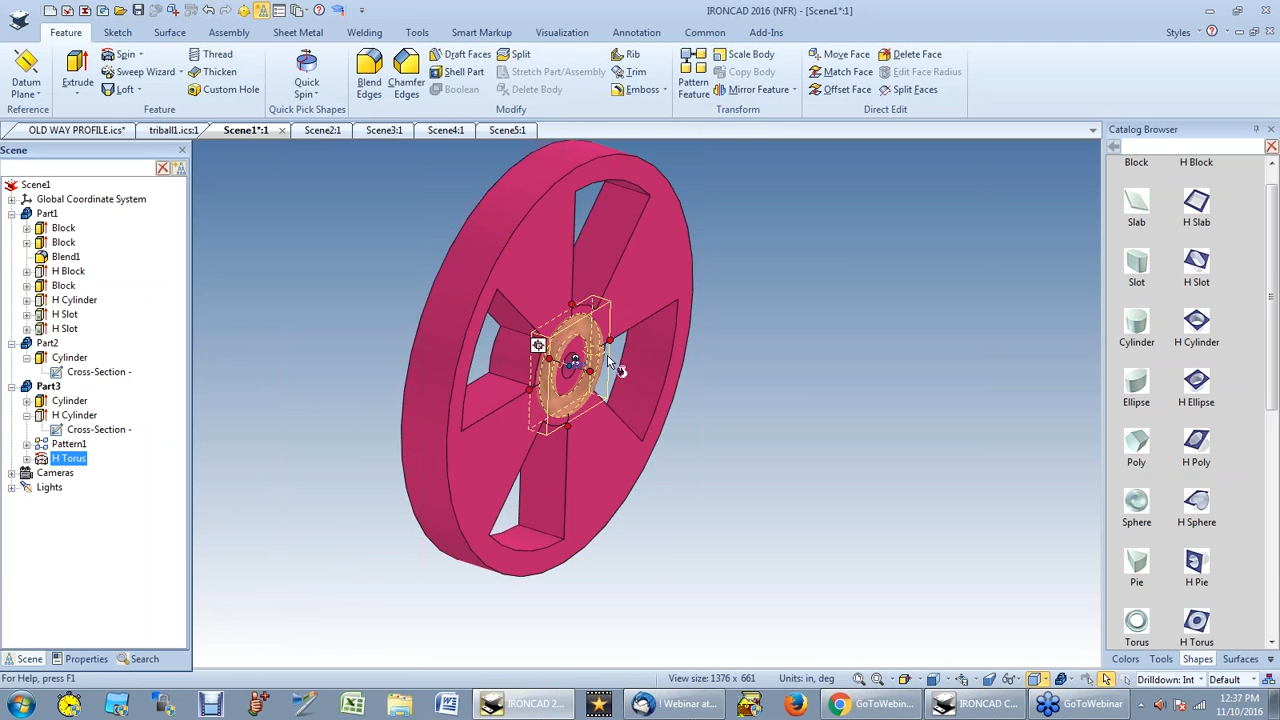 IRONCAD 2016 (NFR) - [Scene1*:1]
Feature Sketch Surface Assembly Sheet Metal Welding Tools Smart Markup Visualization Annotation Common Add-Ins Styles
Datum Plane
Reference
Extrude
Spin
Sweep Wizard
Loft
Thread
Thicken
Custom Hole
Feature
Quick Spin
Quick Pick Shapes
Blend Edges
Chamfer Edges
Draft Faces
Shell Part
Boolean
Split
Stretch Part/Assembly
Delete Body
Rib
Trim
Emboss
Modify
Pattern Feature
Scale Body
Copy Body
Mirror Feature
Transform
Move Face
Match Face
Offset Face
Delete Face
Edit Face Radius
Split Faces
Direct Edit
OLD WAY PROFILE.ics* triball1.ics:1 Scene1*:1 Scene2:1 Scene3:1 Scene4:1 Scene5:1
Scene
Scene1
Global Coordinate System
Part1
Block
Block
Blend1
H Block
Block
H Cylinder
H Slot
H Slot
Part2
Cylinder
Cross-Section -
Part3
Cylinder
H Cylinder
Cross-Section -
Pattern1
H Torus
Cameras
Lights
Scene Properties Search
Catalog Browser
Block H Block
Slab H Slab
Slot H Slot
Cylinder H Cylinder
Ellipse H Ellipse
Poly H Poly
Sphere H Sphere
Pie H Pie
Torus H Torus
Colors Tools Shapes Surfaces
For Help, press F1
View size: 1376 x 661
Units: in, deg
Drilldown: Int
Default
IRONCAD 2...
! Webinar at...
GoToWebin...
IRONCAD C...
GoToWebin...
12:37 PM
11/10/2016